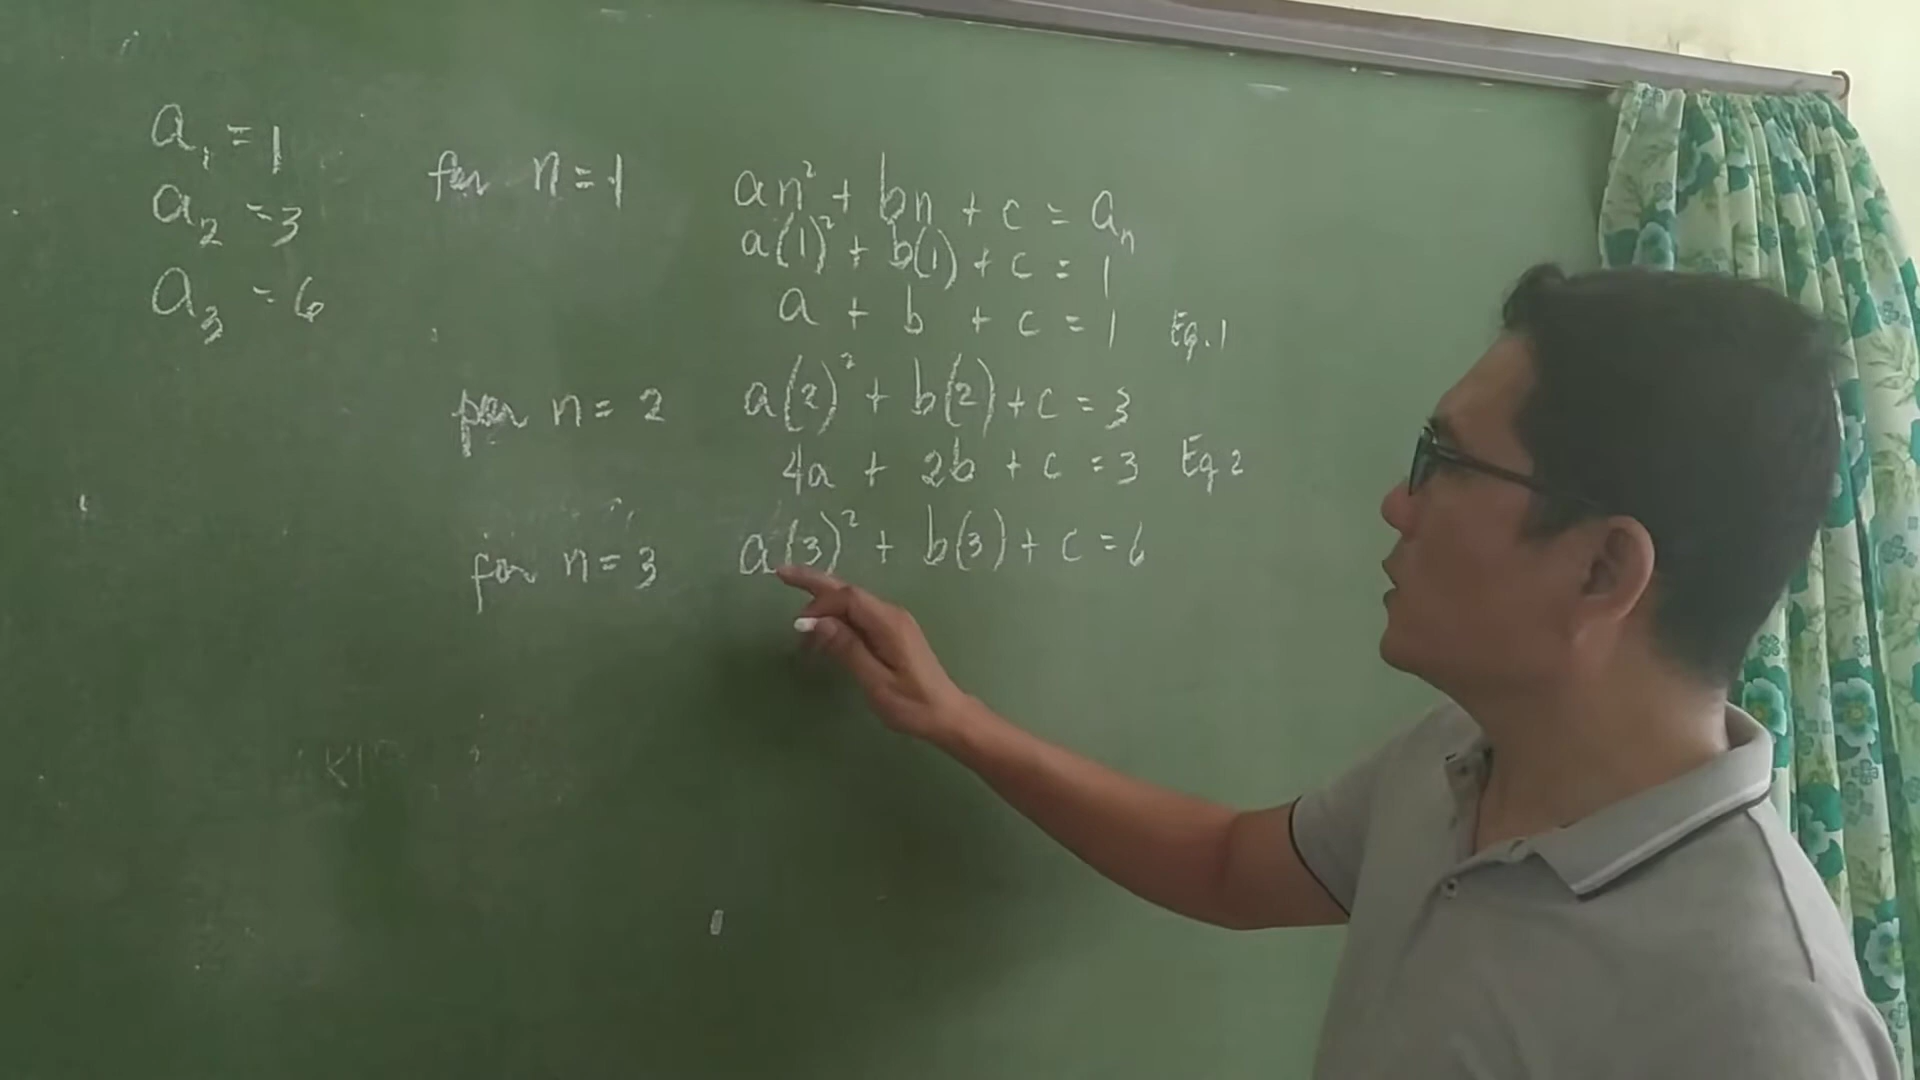 a₁ = 1
a₂ = 3
a₃ = 6
for n = 1
an² + bn + c = aₙ
a(1)² + b(1) + c = 1
a + b + c = 1 Eq. 1
for n = 2 a(2)² + b(2) + c = 3
4a + 2b + c = 3 Eq 2
for n = 3 a(3)² + b(3) + c = 6